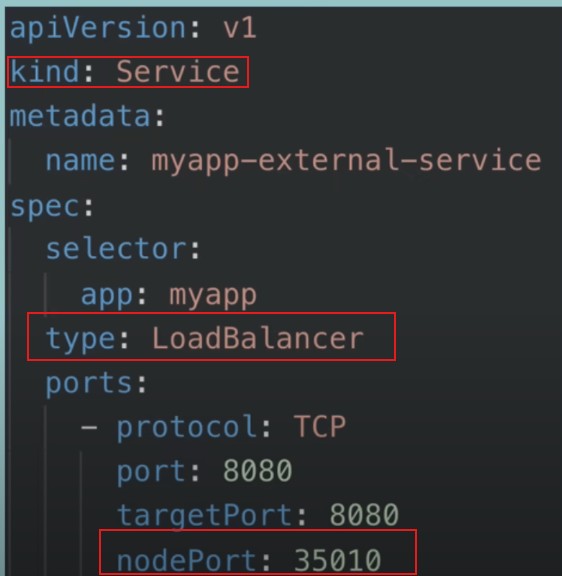 apiVersion: v1
kind: Service
metadata:
  name: myapp-external-service
spec:
  selector:
    app: myapp
  type: LoadBalancer
  ports:
    - protocol: TCP
      port: 8080
      targetPort: 8080
      nodePort: 35010